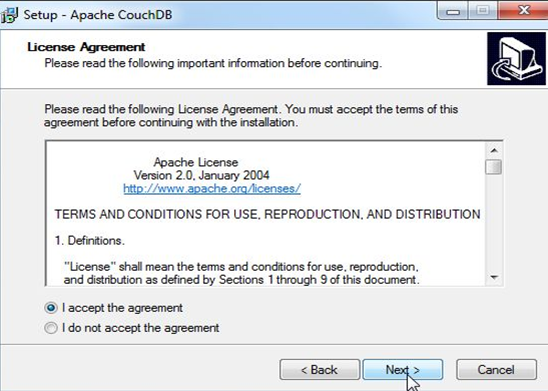 Setup - Apache CouchDB
License Agreement
Please read the following important information before continuing.
Please read the following License Agreement. You must accept the terms of this
agreement before continuing with the installation.
Apache License
Version 2.0, January 2004
http://www.apache.org/licenses/
TERMS AND CONDITIONS FOR USE, REPRODUCTION, AND DISTRIBUTION
1. Definitions.
"License" shall mean the terms and conditions for use, reproduction,
and distribution as defined by Sections 1 through 9 of this document.
I accept the agreement
I do not accept the agreement
< Back Next > Cancel